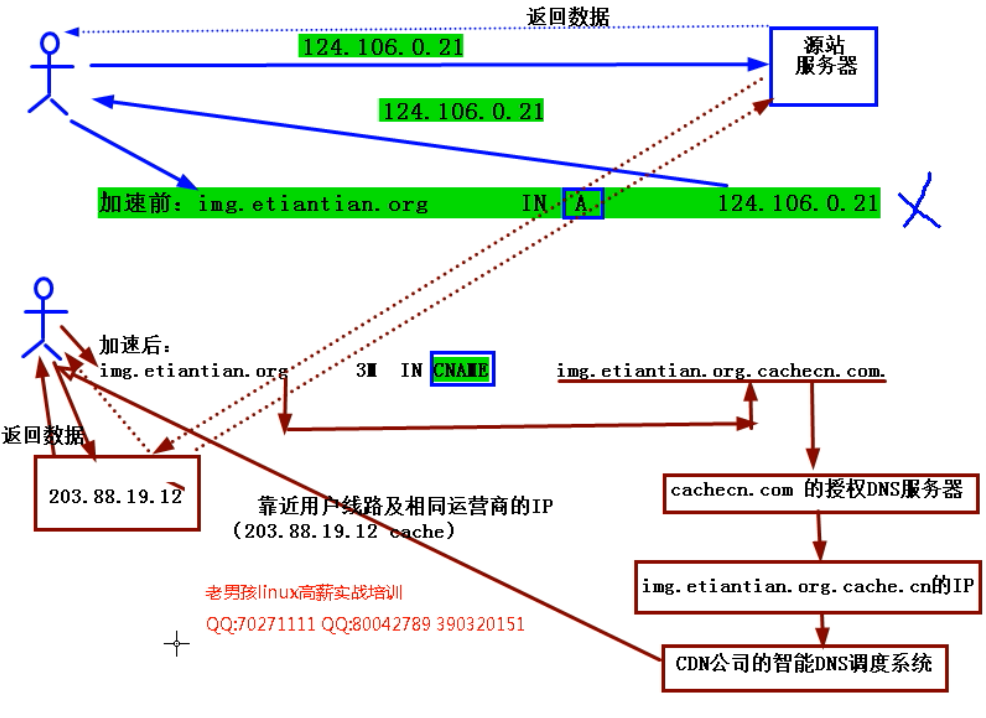 返回数据
124.106.0.21
源站
服务器
124.106.0.21
加速前：img.etiantian.org IN A 124.106.0.21
加速后：
img.etiantian.org 3M IN CNAME img.etiantian.org.cachecn.com.
返回数据
203.88.19.12
靠近用户线路及相同运营商的IP
（203.88.19.12 cache）
cachecn.com 的授权DNS服务器
img.etiantian.org.cache.cn的IP
CDN公司的智能DNS调度系统
老男孩linux高薪实战培训
QQ:70271111 QQ:80042789 390320151